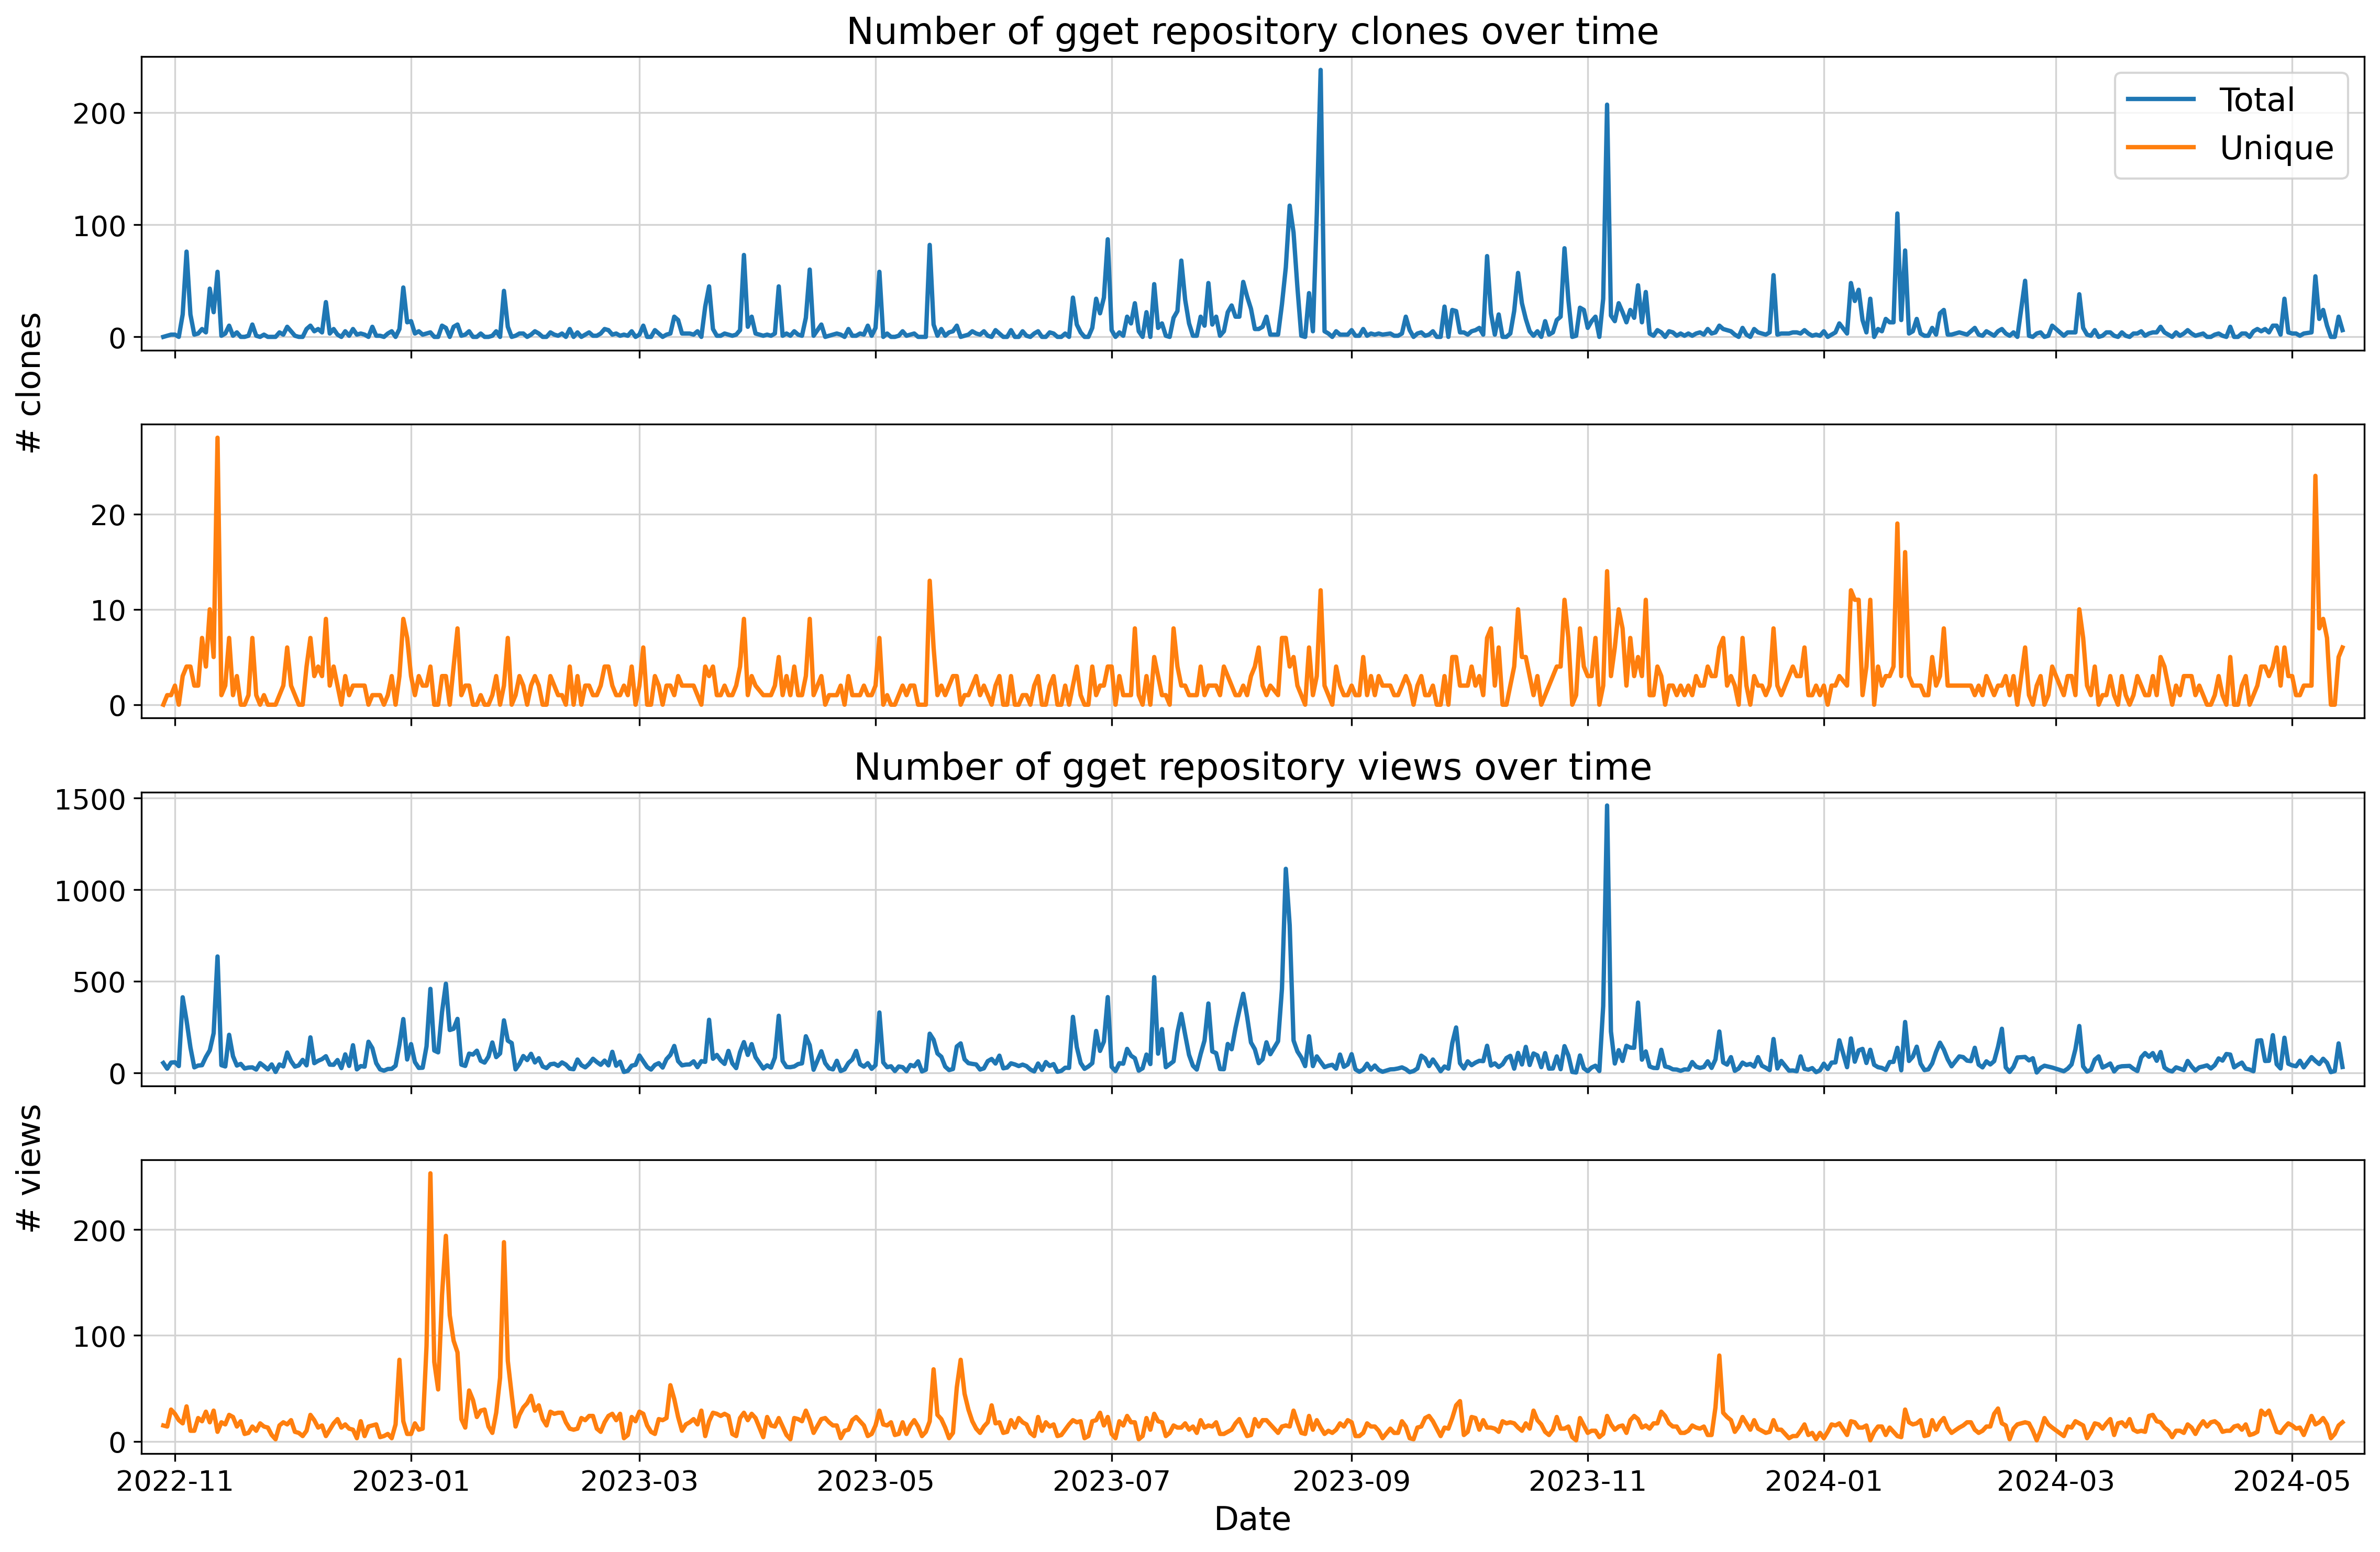 Number of gget repository clones over time
200
100
0
Total
Unique
# clones
20
10
0
Number of gget repository views over time
1500
1000
500
0
# views
200
100
0
2022-11 2023-01 2023-03 2023-05 2023-07 2023-09 2023-11 2024-01 2024-03 2024-05
Date